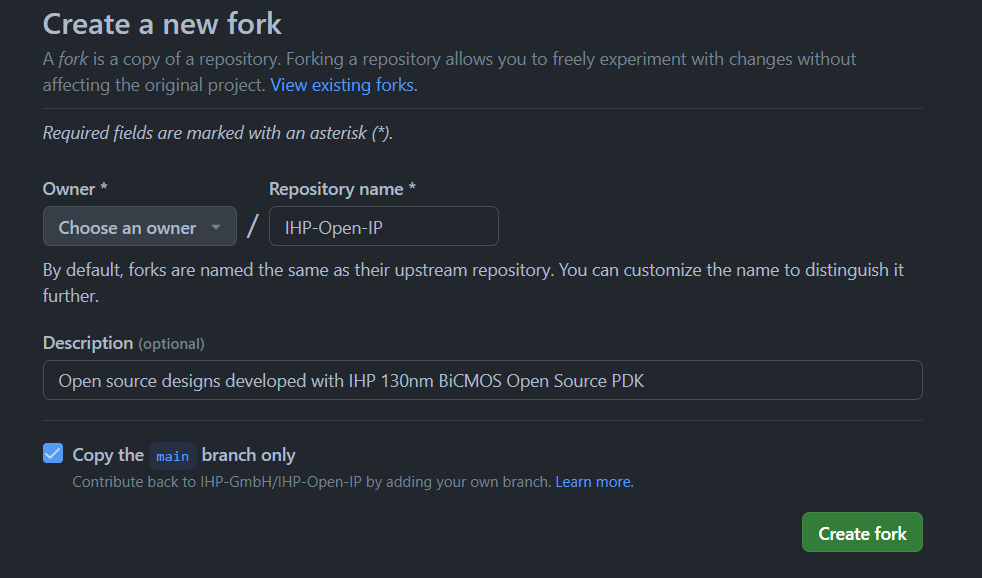 Create a new fork
A fork is a copy of a repository. Forking a repository allows you to freely experiment with changes without
affecting the original project. View existing forks.
Required fields are marked with an asterisk (*).
Owner * Repository name *
Choose an owner / IHP-Open-IP
By default, forks are named the same as their upstream repository. You can customize the name to distinguish it
further.
Description (optional)
Open source designs developed with IHP 130nm BiCMOS Open Source PDK
Copy the main branch only
Contribute back to IHP-GmbH/IHP-Open-IP by adding your own branch. Learn more.
Create fork